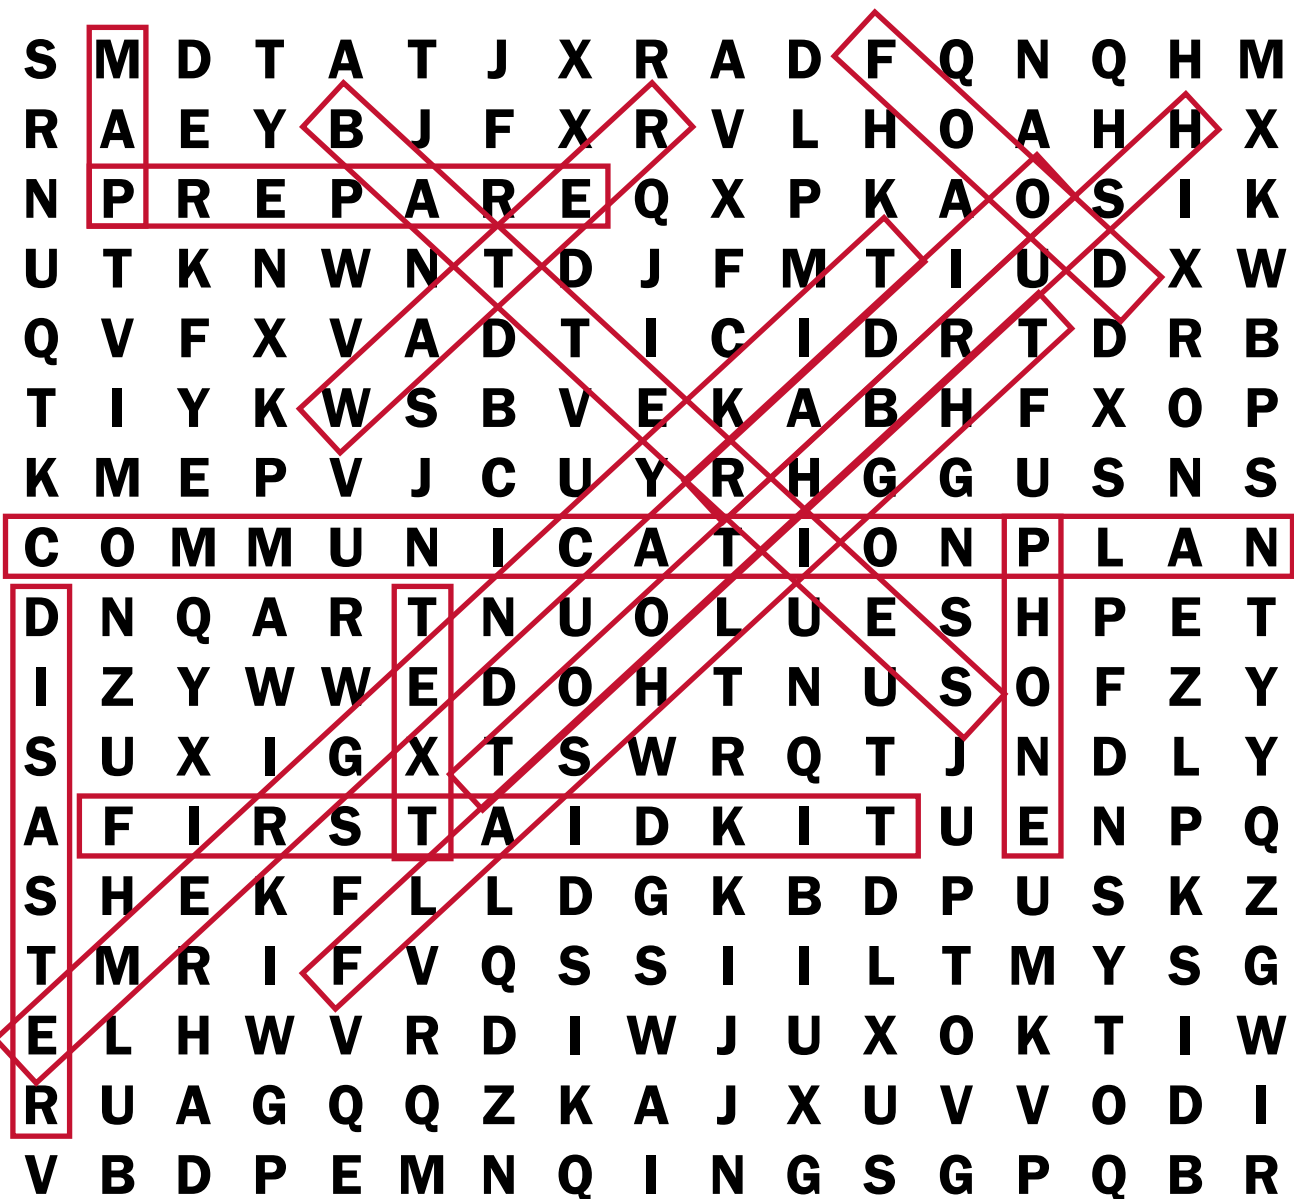 S M D T A T J X R A D F Q N Q H M
R A E Y B J F X R V L H O A H H X
N P R E P A R E Q X P K A O S I K
U T K N W N T D J F M T I U D X W
Q V F X V A D T I C I D R T D R B
T I Y K W S B V E K A B H F X O P
K M E P V J C U Y R H G G U S N S
C O M M U N I C A T I O N P L A N
D N Q A R T N U O L U E S H P E T
I Z Y W W E D O H T N U S O F Z Y
S U X I G X T S W R Q T J N D L Y
A F I R S T A I D K I T U E N P Q
S H E K F L L D G K B D P U S K Z
T M R I F V Q S S I I L T M Y S G
E L H W V R D I W J U X O K T I W
R U A G Q Q Z K A J X U V V O D I
V B D P E M N Q I N G S G P Q B R